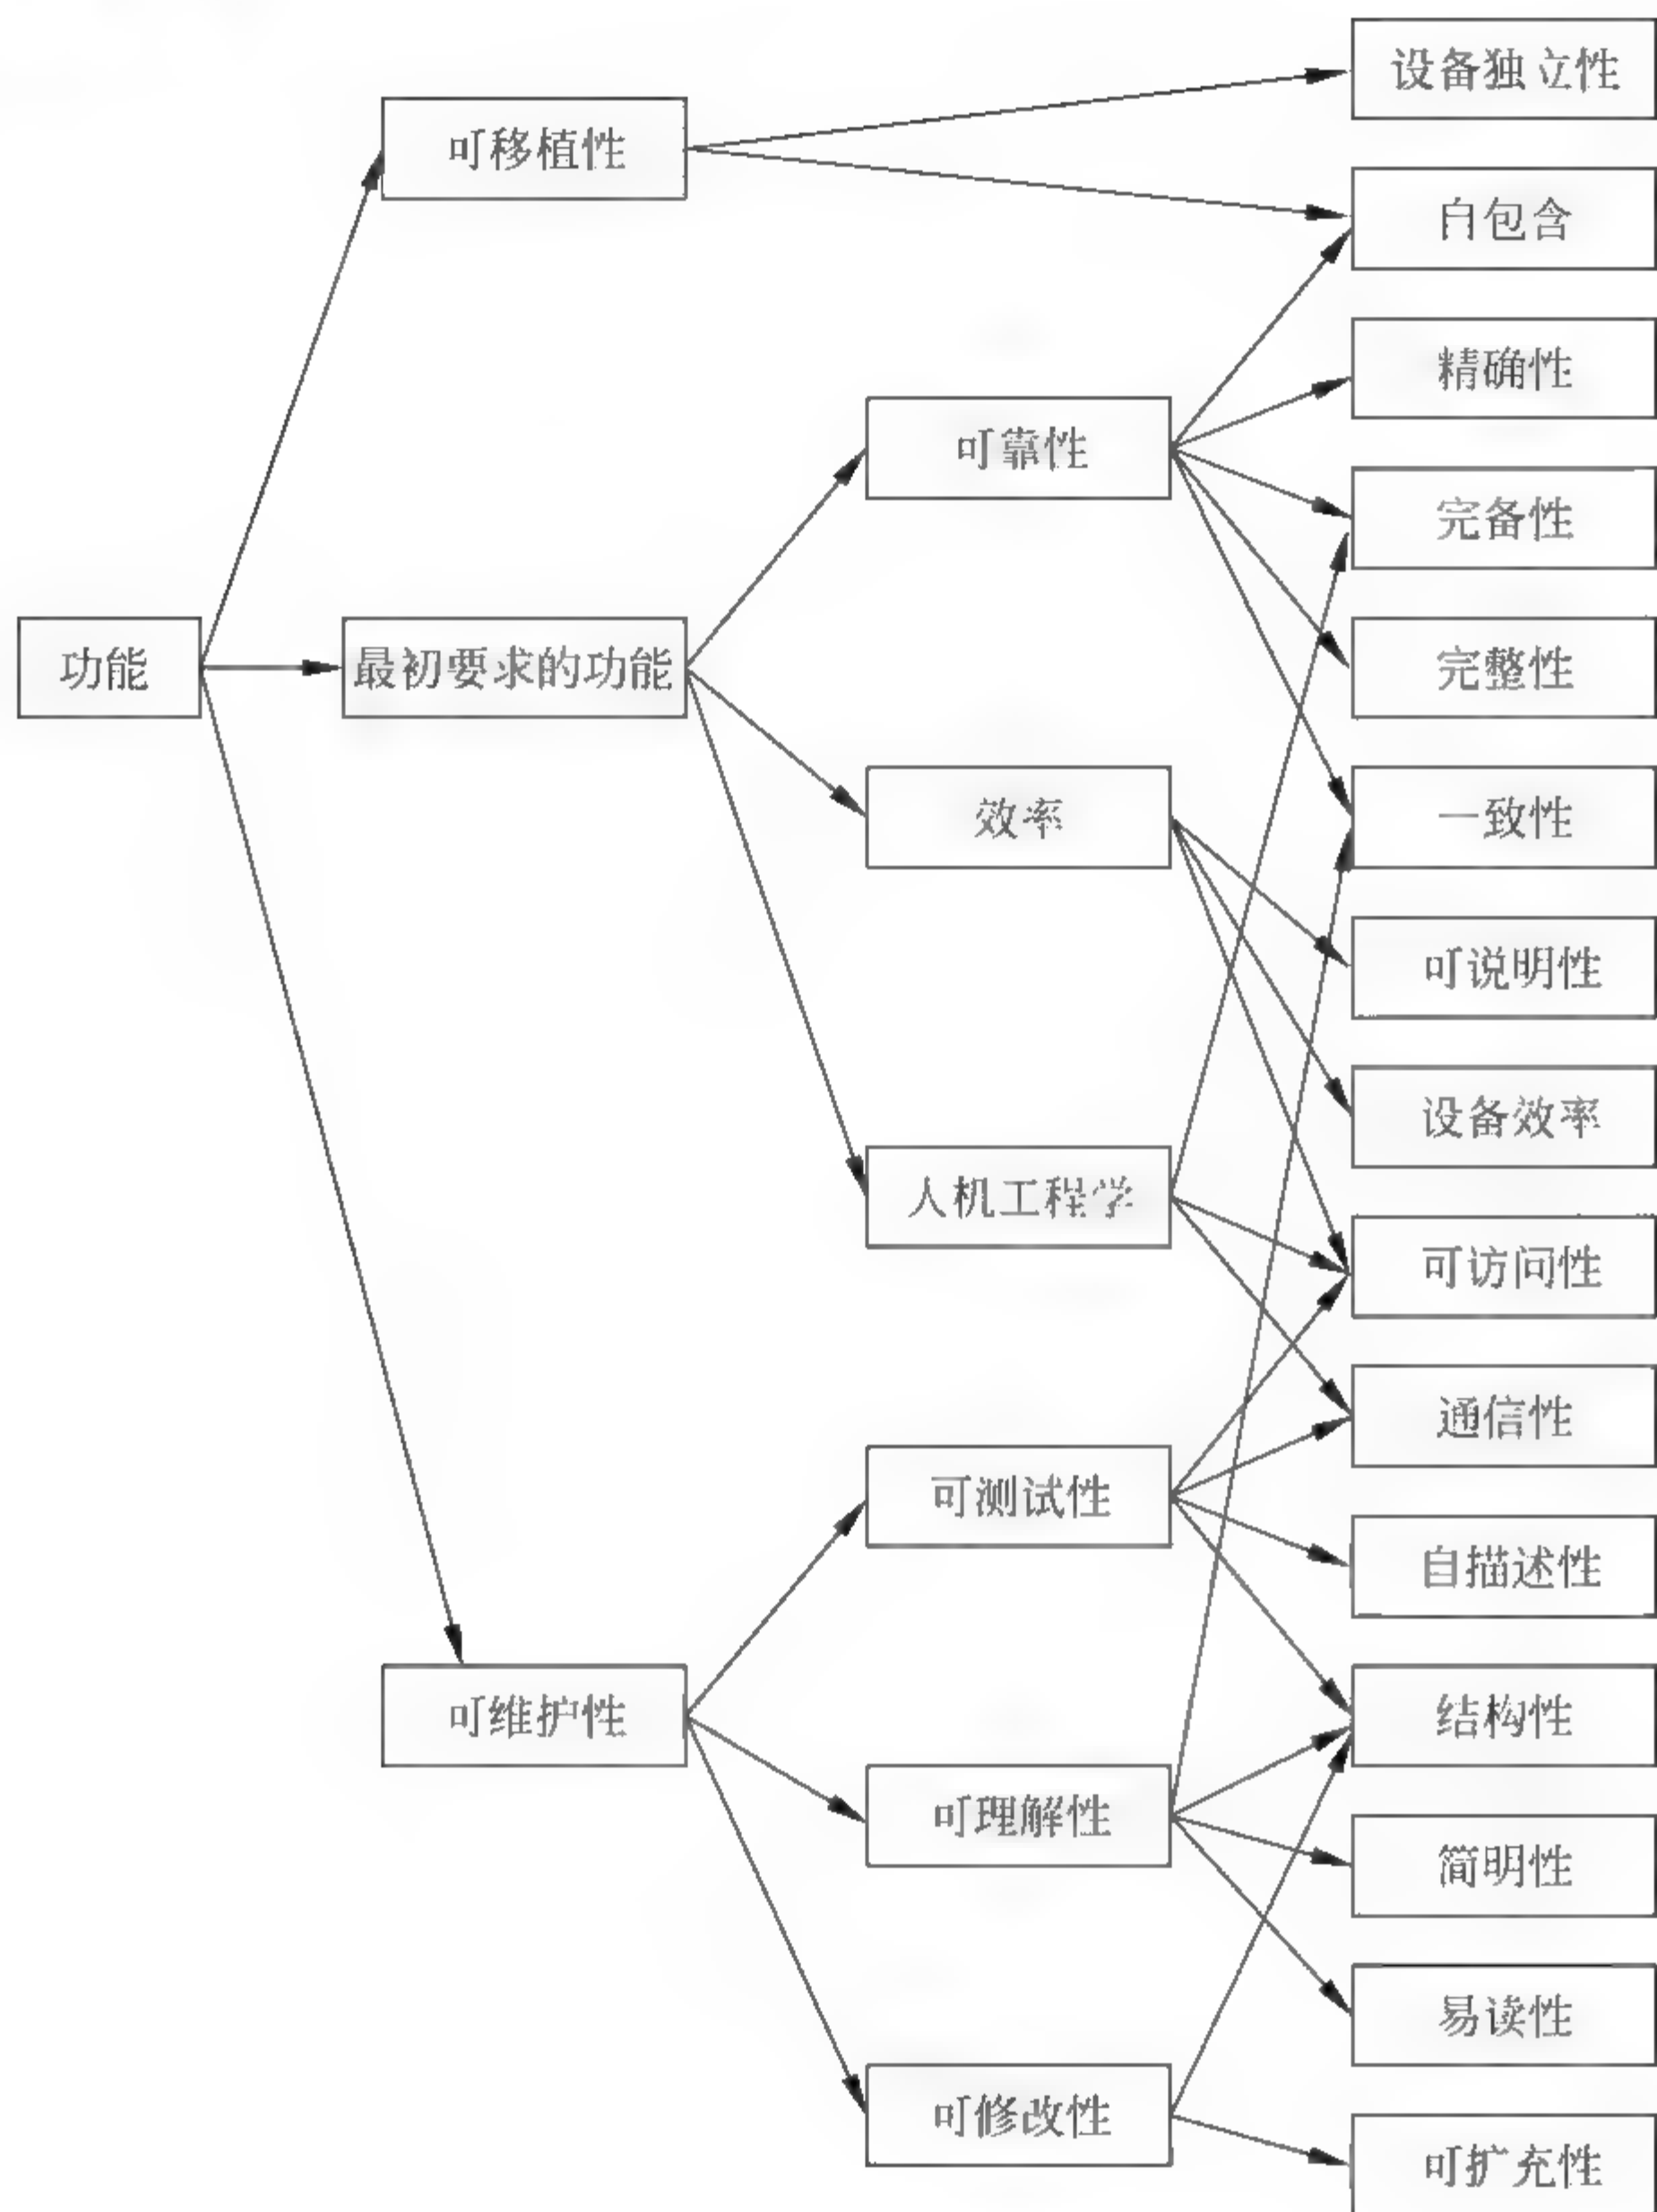 功能
可移植性
最初要求的功能
可维护性
可靠性
效率
人机工程学
可测试性
可理解性
可修改性
设备独立性
自包含
精确性
完备性
完整性
一致性
可说明性
设备效率
可访问性
通信性
自描述性
结构性
简明性
易读性
可扩充性